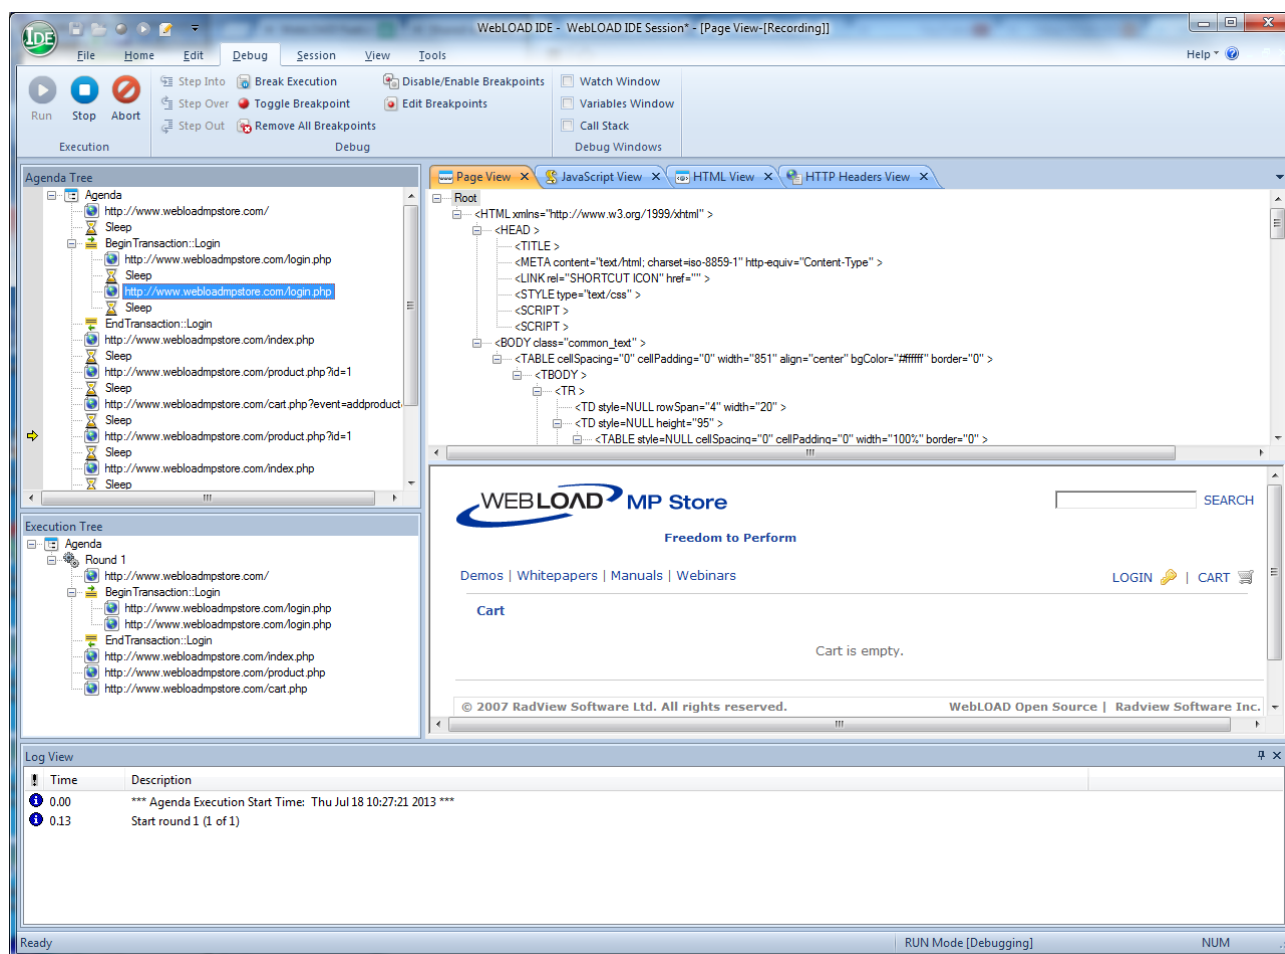 WebLOAD IDE - WebLOAD IDE Session* - [Page View-[Recording]]
IDE
File Home Edit Debug Session View Tools
Help
Run
Stop
Abort
Execution
Step Into
Step Over
Step Out
Break Execution
Toggle Breakpoint
Remove All Breakpoints
Disable/Enable Breakpoints
Edit Breakpoints
Debug
Watch Window
Variables Window
Call Stack
Debug Windows
Agenda Tree
Agenda
http://www.webloadmpstore.com/
Sleep
BeginTransaction::Login
http://www.webloadmpstore.com/login.php
Sleep
http://www.webloadmpstore.com/login.php
Sleep
EndTransaction::Login
http://www.webloadmpstore.com/index.php
Sleep
http://www.webloadmpstore.com/product.php?id=1
Sleep
http://www.webloadmpstore.com/cart.php?event=addproduct
Sleep
http://www.webloadmpstore.com/product.php?id=1
Sleep
http://www.webloadmpstore.com/index.php
Sleep
Execution Tree
Agenda
Round 1
http://www.webloadmpstore.com/
BeginTransaction::Login
http://www.webloadmpstore.com/login.php
http://www.webloadmpstore.com/login.php
EndTransaction::Login
http://www.webloadmpstore.com/index.php
http://www.webloadmpstore.com/product.php
http://www.webloadmpstore.com/cart.php
Page View JavaScript View HTML View HTTP Headers View
Root
<HTML xmlns="http://www.w3.org/1999/xhtml" >
<HEAD >
<TITLE >
<META content="text/html; charset=iso-8859-1" http-equiv="Content-Type" >
<LINK rel="SHORTCUT ICON" href="" >
<STYLE type="text/css" >
<SCRIPT >
<SCRIPT >
<BODY class="common_text" >
<TABLE cellSpacing="0" cellPadding="0" width="851" align="center" bgColor="#ffffff" border="0" >
<TBODY >
<TR >
<TD style=NULL rowSpan="4" width="20" >
<TD style=NULL height="95" >
<TABLE style=NULL cellSpacing="0" cellPadding="0" width="100%" border="0" >
WEBLOAD MP Store
SEARCH
Freedom to Perform
Demos | Whitepapers | Manuals | Webinars
LOGIN | CART
Cart
Cart is empty.
© 2007 RadView Software Ltd. All rights reserved.
WebLOAD Open Source | Radview Software Inc.
Log View
! Time Description
0.00 *** Agenda Execution Start Time: Thu Jul 18 10:27:21 2013 ***
0.13 Start round 1 (1 of 1)
Ready
RUN Mode [Debugging]
NUM